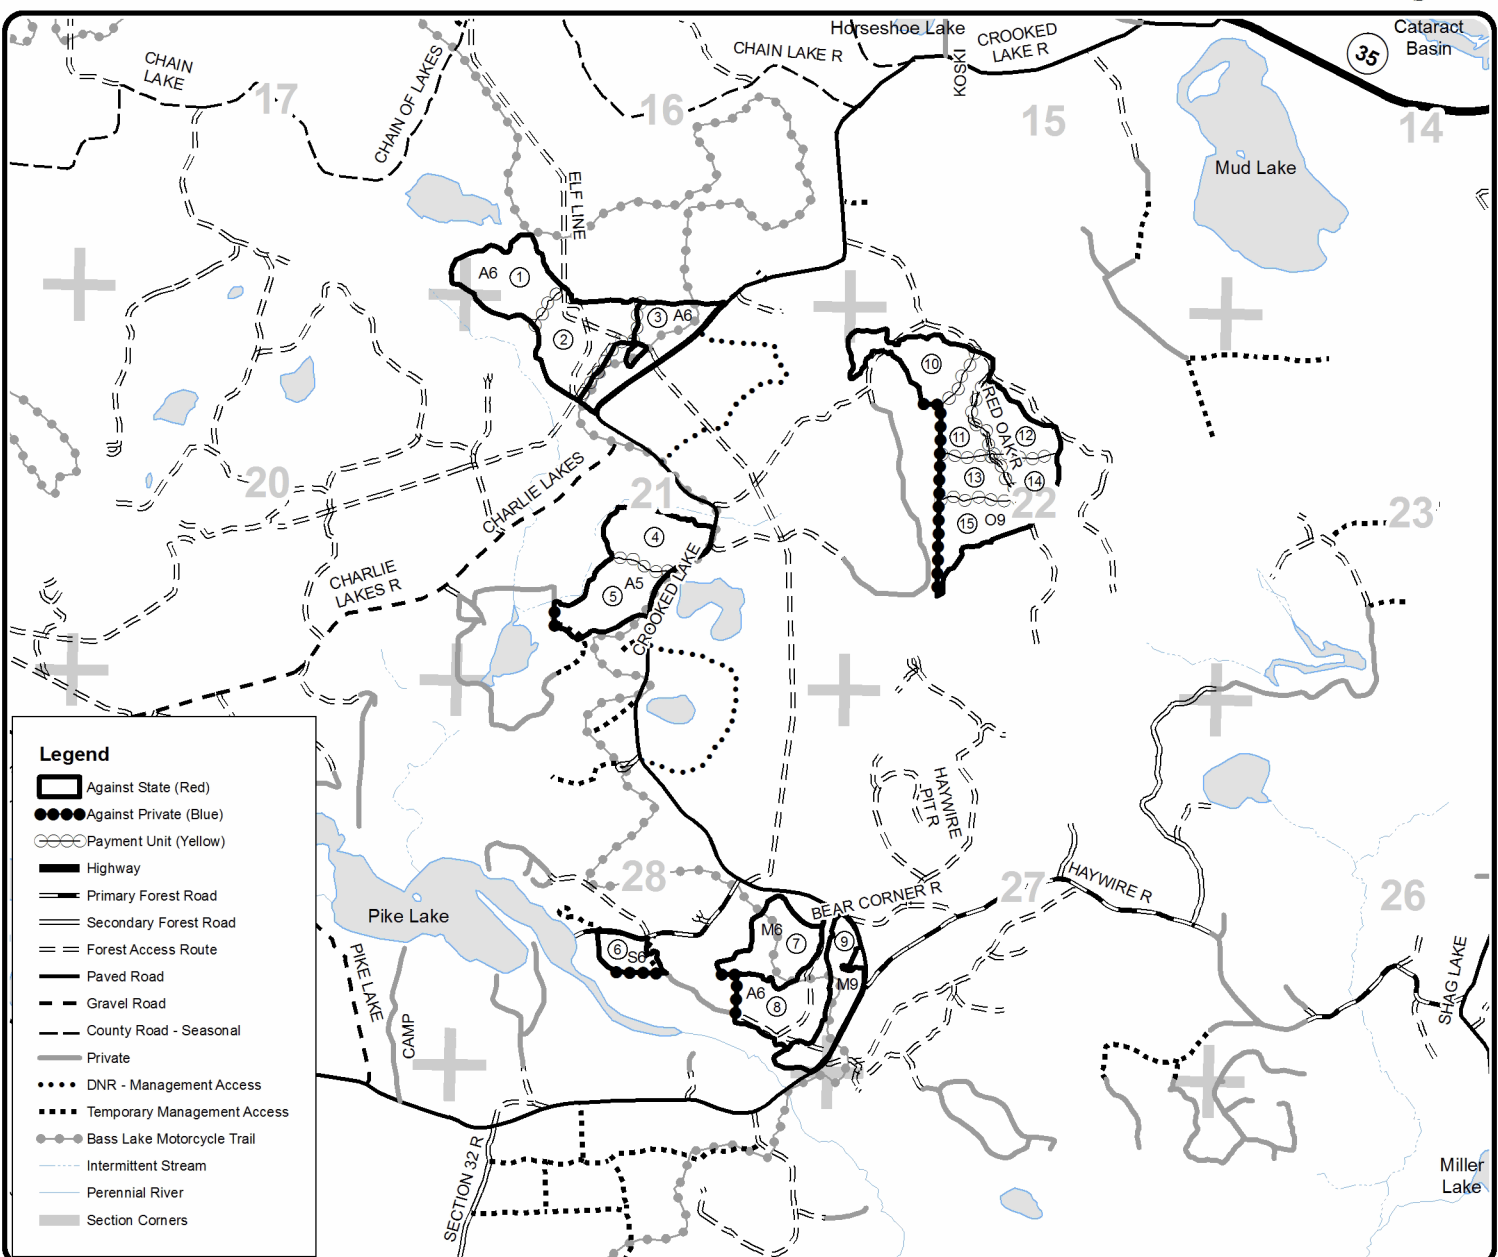 Horseshoe Lake
CROOKED
LAKE R
KOSKI
35
Cataract
Basin
CHAIN
LAKE
CHAIN OF LAKES
CHAIN LAKE R
17
16
15
14
Mud Lake
ELF LINE
A6
1
2
3
A6
10
RED OAK R
11
12
13
14
15
O9
20
21
22
23
CHARLIE LAKES
CHARLIE
LAKES R
4
A5
5
CROOKED LAKE
HAYWIRE
PIT R
28
27
26
BEAR CORNER R
HAYWIRE R
SHAG LAKE
Pike Lake
PIKE LAKE
CAMP
6
S6
M6
7
9
M9
A6
8
SECTION 32 R
Miller
Lake
Legend
Against State (Red)
Against Private (Blue)
Payment Unit (Yellow)
Highway
Primary Forest Road
Secondary Forest Road
Forest Access Route
Paved Road
Gravel Road
County Road - Seasonal
Private
DNR - Management Access
Temporary Management Access
Bass Lake Motorcycle Trail
Intermittent Stream
Perennial River
Section Corners